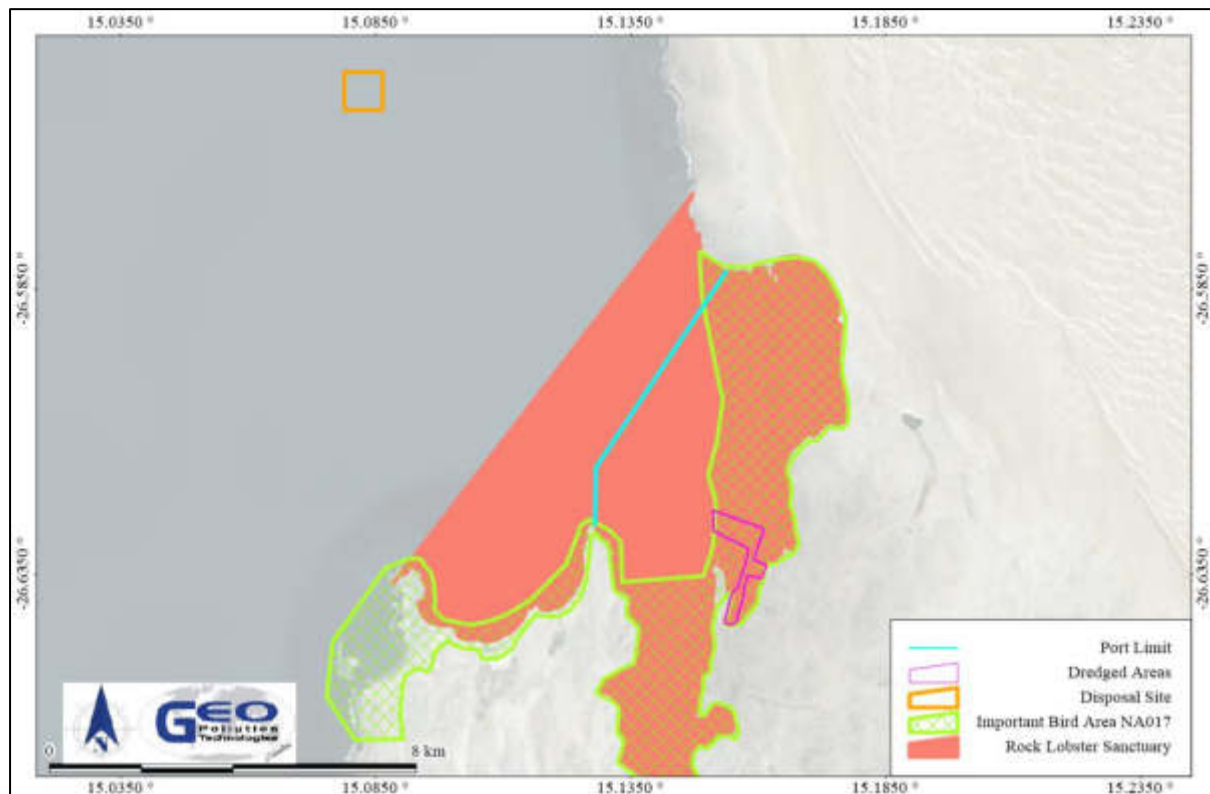 15.0350 °
15.0850 °
15.1350 °
15.1850 °
15.2350 °
-26.5850 °
-26.5850 °
-26.6350 °
-26.6350 °
Port Limit
Dredged Areas
Disposal Site
Important Bird Area NA017
Rock Lobster Sanctuary
GEO
Pollution
Technologies
0
8 km
15.0350 °
15.0850 °
15.1350 °
15.1850 °
15.2350 °